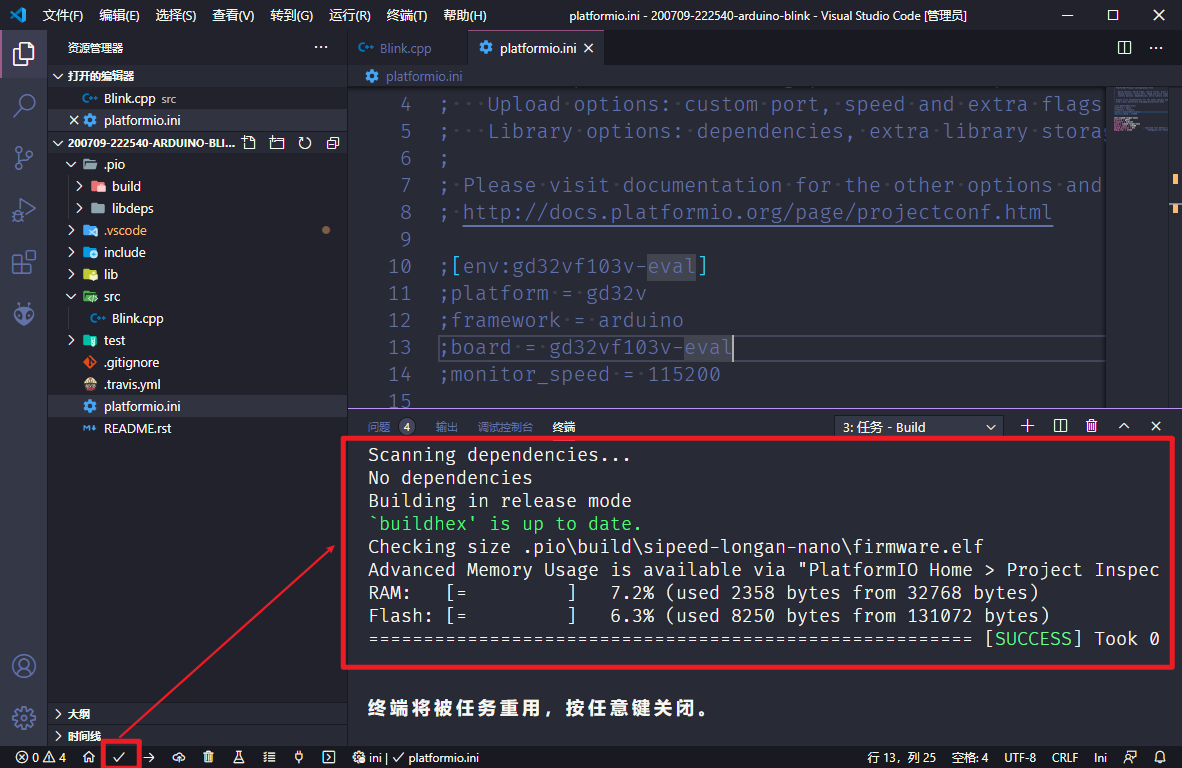 文件(F) 编辑(E) 选择(S) 查看(V) 转到(G) 运行(R) 终端(T) 帮助(H) platformio.ini - 200709-222540-arduino-blink - Visual Studio Code [管理员]
资源管理器
打开的编辑器
Blink.cpp src
platformio.ini
200709-222540-ARDUINO-BLI...
.pio
build
libdeps
.vscode
include
lib
src
Blink.cpp
test
.gitignore
.travis.yml
platformio.ini
README.rst
大纲
时间线
Blink.cpp platformio.ini
platformio.ini
4 ; Upload options: custom port, speed and extra flags
5 ; Library options: dependencies, extra library storag
6 ;
7 ; Please visit documentation for the other options and
8 ; http://docs.platformio.org/page/projectconf.html
9
10 ;[env:gd32vf103v-eval]
11 ;platform = gd32v
12 ;framework = arduino
13 ;board = gd32vf103v-eval
14 ;monitor_speed = 115200
15
问题 4 输出 调试控制台 终端 3: 任务 - Build
Scanning dependencies...
No dependencies
Building in release mode
`buildhex' is up to date.
Checking size .pio\build\sipeed-longan-nano\firmware.elf
Advanced Memory Usage is available via "PlatformIO Home > Project Inspec
RAM: [= ] 7.2% (used 2358 bytes from 32768 bytes)
Flash: [= ] 6.3% (used 8250 bytes from 131072 bytes)
======================================================= [SUCCESS] Took 0
终端将被任务重用，按任意键关闭。
0 4 ini | platformio.ini 行 13，列 25 空格: 4 UTF-8 CRLF Ini